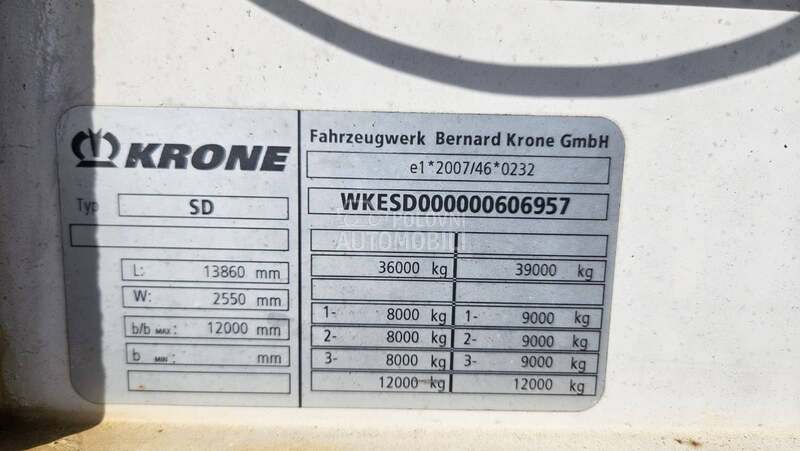 KRONE
Typ SD
L: 13860 mm
W: 2550 mm
b/b MAX: 12000 mm
b MIN: mm
Fahrzeugwerk Bernard Krone GmbH
e1*2007/46*0232
WKESD000000606957
POLOVNI
AUTOMOBILI
36000 kg 39000 kg
1- 8000 kg 1- 9000 kg
2- 8000 kg 2- 9000 kg
3- 8000 kg 3- 9000 kg
12000 kg 12000 kg